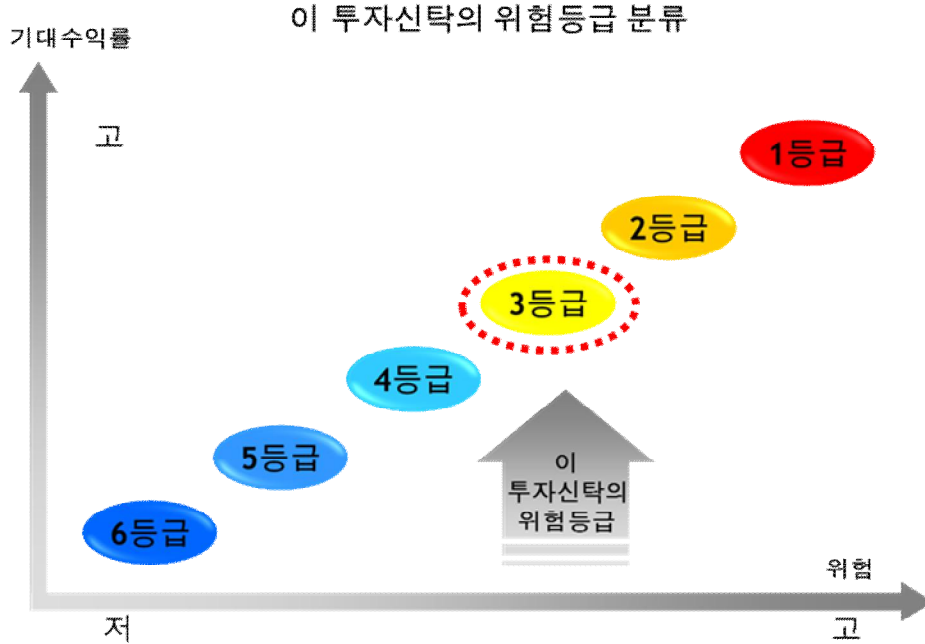 이 투자신탁의 위험등급 분류
기대수익률
고
1등급
2등급
3등급
4등급
5등급
6등급
이
투자신탁의
위험등급
위험
저
고